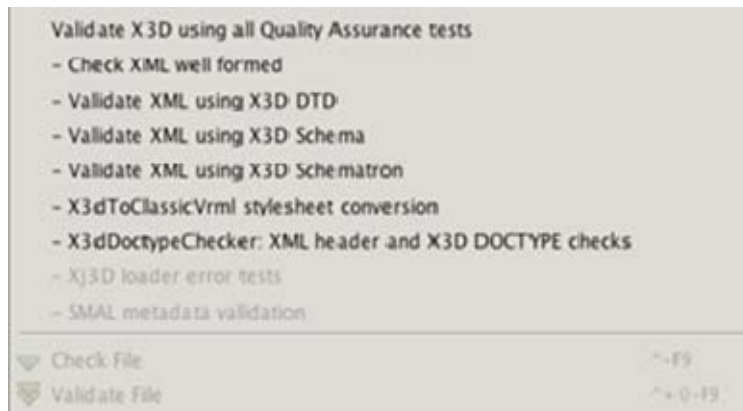 Validate X3D using all Quality Assurance tests
- Check XML well formed
- Validate XML using X3D DTD
- Validate XML using X3D Schema
- Validate XML using X3D Schematron
- X3dToClassicVrml stylesheet conversion
- X3dDoctypeChecker: XML header and X3D DOCTYPE checks
- Xj3D loader error tests
- SMAL metadata validation
Check File ^-F9
Validate File